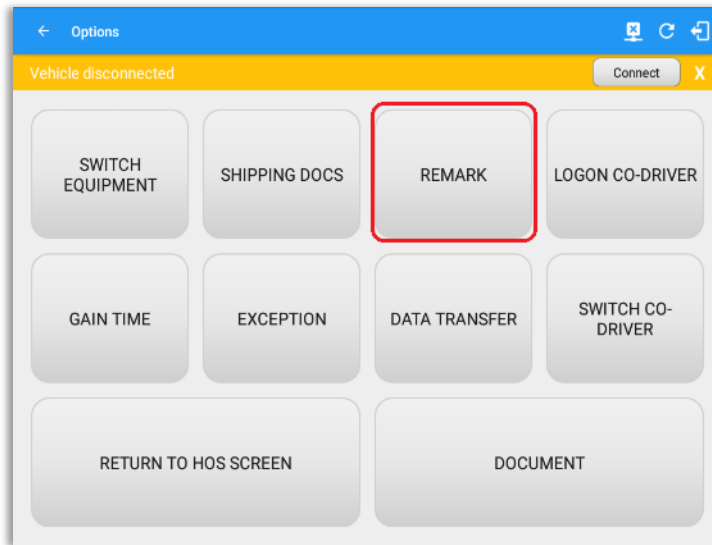 Options
Vehicle disconnected
Connect
X
SWITCH
EQUIPMENT
SHIPPING DOCS
REMARK
LOGON CO-DRIVER
GAIN TIME
EXCEPTION
DATA TRANSFER
SWITCH CO-
DRIVER
RETURN TO HOS SCREEN
DOCUMENT